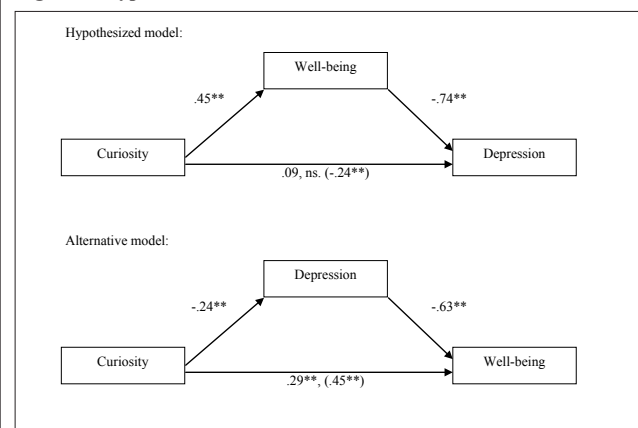 Hypothesized model:
Well-being
.45**
-.74**
Curiosity
Depression
.09, ns. (-.24**)
Alternative model:
Depression
-.24**
-.63**
Curiosity
Well-being
.29**, (.45**)